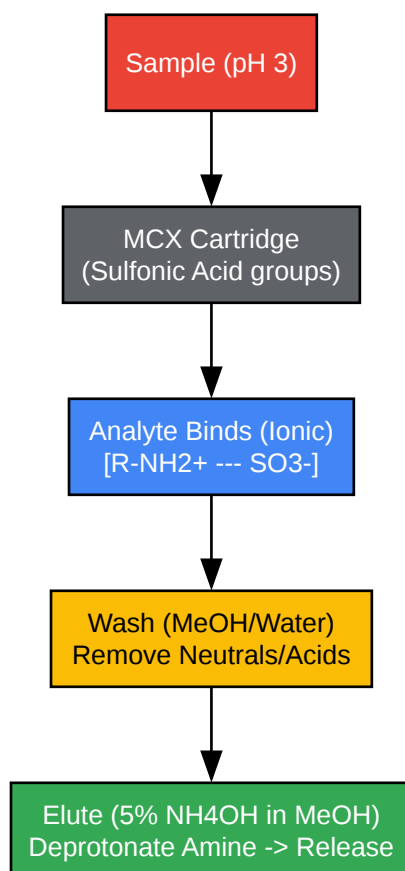 Sample (pH 3)
MCX Cartridge
(Sulfonic Acid groups)
Analyte Binds (Ionic)
[R-NH2+ --- SO3-]
Wash (MeOH/Water)
Remove Neutrals/Acids
Elute (5% NH4OH in MeOH)
Deprotonate Amine -> Release